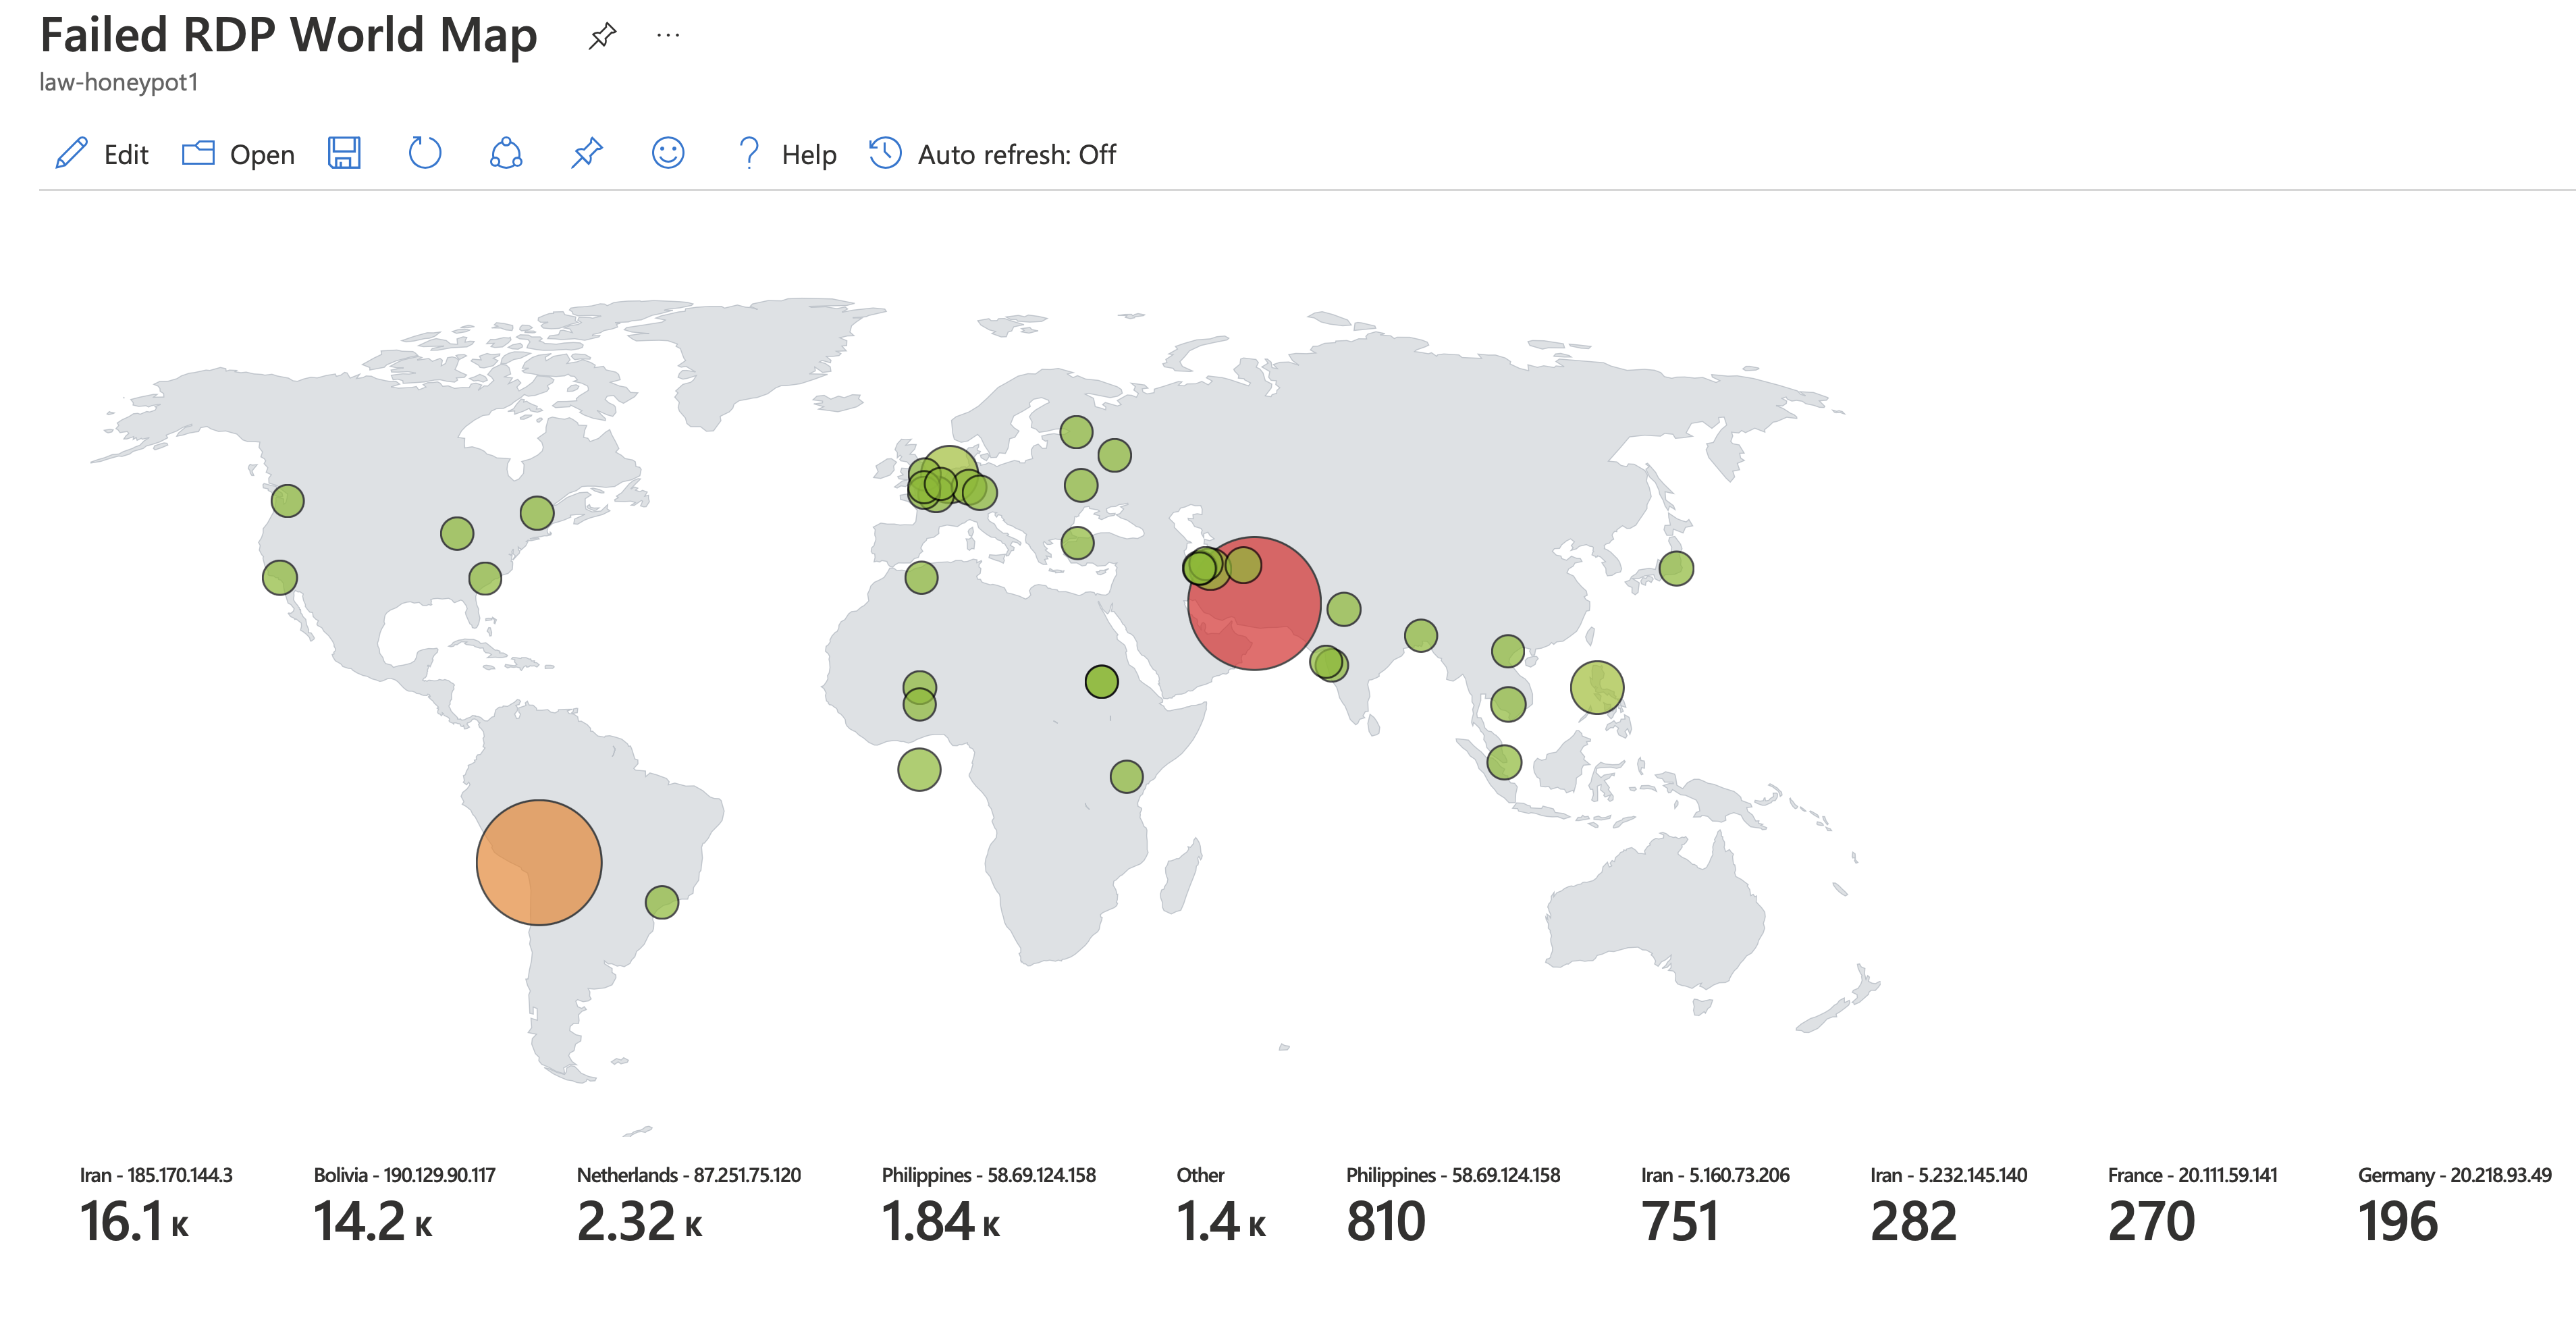 Failed RDP World Map
law-honeypot1
Edit Open Help Auto refresh: Off
Iran - 185.170.144.3
16.1 K
Bolivia - 190.129.90.117
14.2 K
Netherlands - 87.251.75.120
2.32 K
Philippines - 58.69.124.158
1.84 K
Other
1.4 K
Philippines - 58.69.124.158
810
Iran - 5.160.73.206
751
Iran - 5.232.145.140
282
France - 20.111.59.141
270
Germany - 20.218.93.49
196